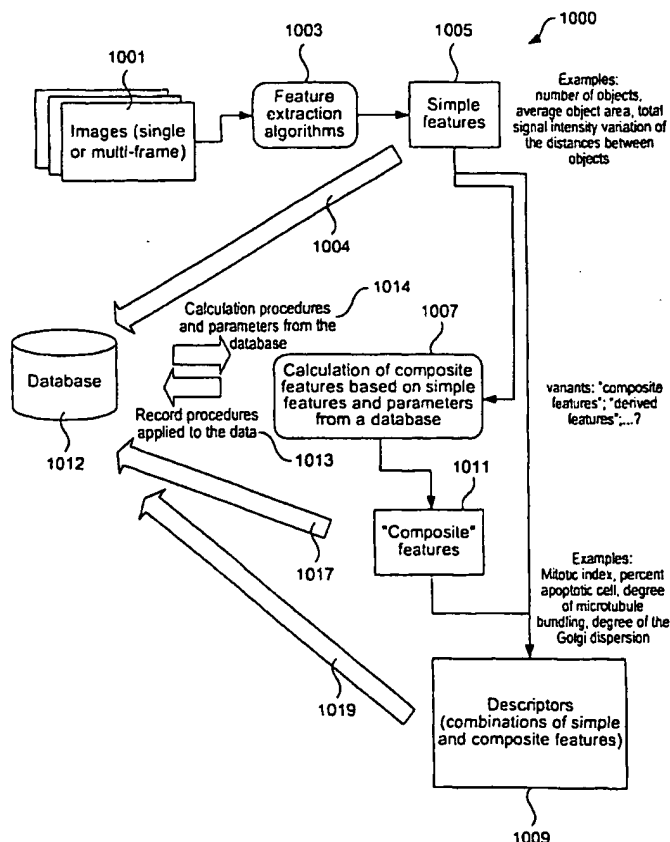 1000
1001
1003
1005
Images (single
or multi-frame)
Feature
extraction
algorithms
Simple
features
Examples:
number of objects,
average object area, total
signal intensity variation of
the distances between
objects
1004
Calculation procedures
and parameters from the
database
1014
1007
Database
1012
Calculation of composite
features based on simple
features and parameters
from a database
variants: "composite
features"; "derived
features";...?
Record procedures
applied to the data
1013
1011
"Composite"
features
1017
Examples:
Mitotic index, percent
apoptotic cell, degree
of microtubule
bundling, degree of the
Golgi dispersion
1019
Descriptors
(combinations of simple
and composite features)
1009